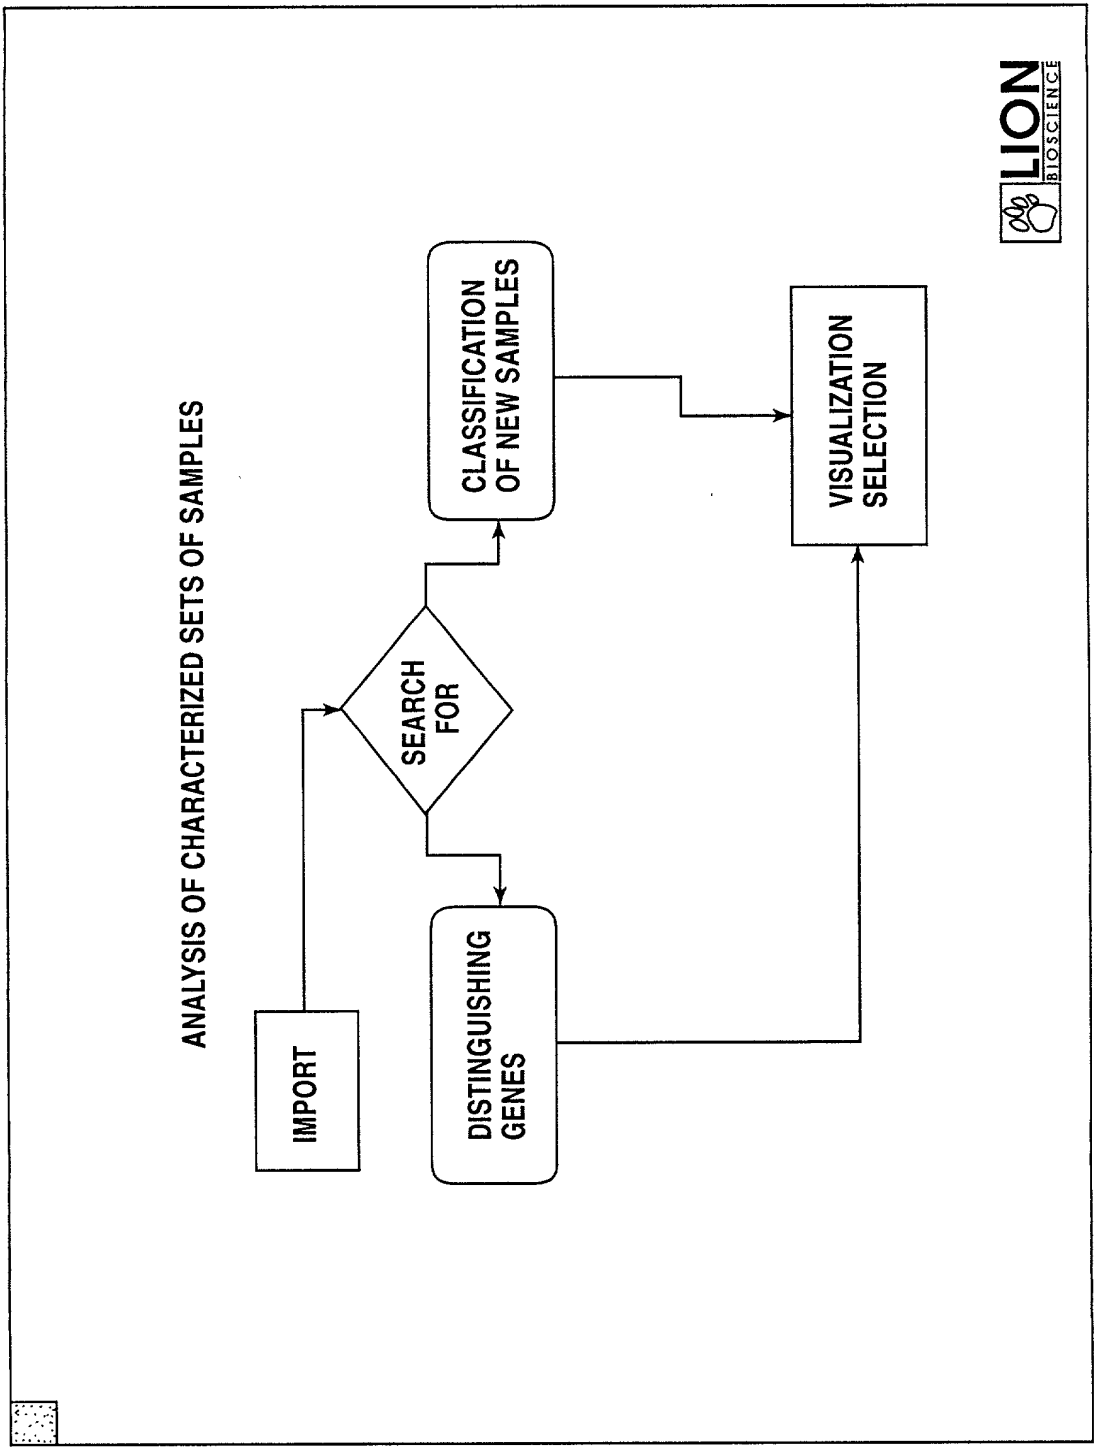 ANALYSIS OF CHARACTERIZED SETS OF SAMPLES
IMPORT
SEARCH
FOR
DISTINGUISHING
GENES
CLASSIFICATION
OF NEW SAMPLES
VISUALIZATION
SELECTION
LION
BIOSCIENCE